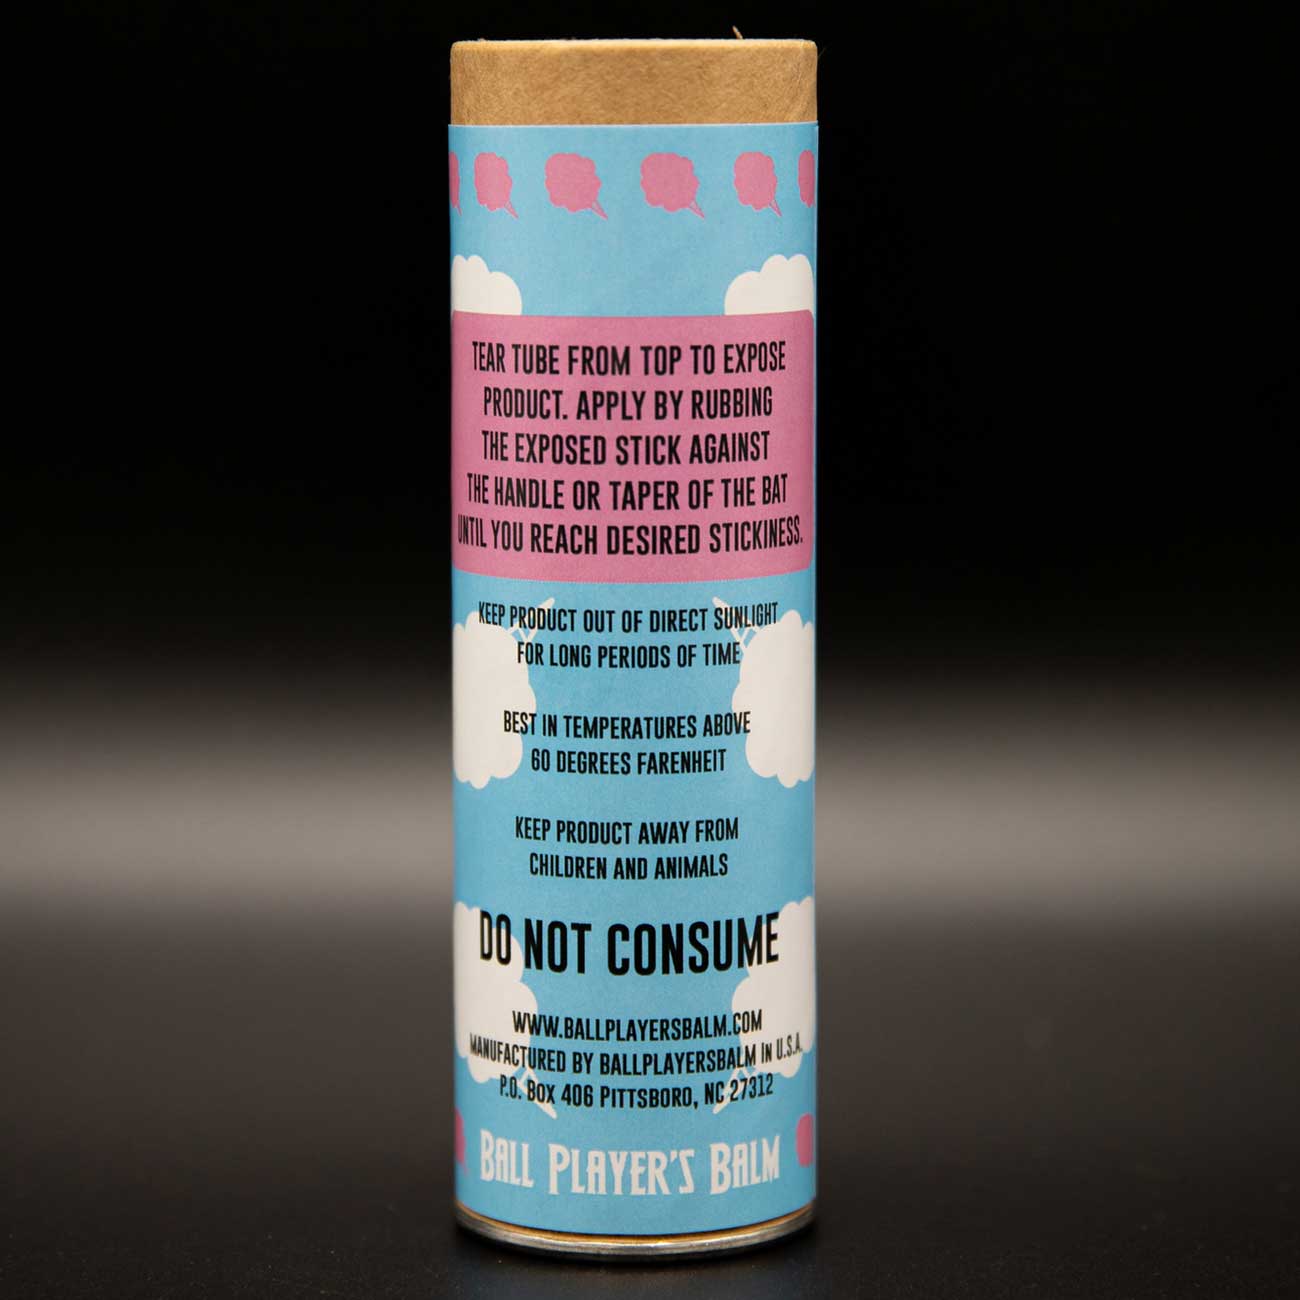 TEAR TUBE FROM TOP TO EXPOSE
PRODUCT. APPLY BY RUBBING
THE EXPOSED STICK AGAINST
THE HANDLE OR TAPER OF THE BAT
UNTIL YOU REACH DESIRED STICKINESS.
KEEP PRODUCT OUT OF DIRECT SUNLIGHT
FOR LONG PERIODS OF TIME
BEST IN TEMPERATURES ABOVE
60 DEGREES FARENHEIT
KEEP PRODUCT AWAY FROM
CHILDREN AND ANIMALS
DO NOT CONSUME
WWW.BALLPLAYERSBALM.COM
MANUFACTURED BY BALLPLAYERSBALM IN U.S.A.
P.O. BOX 406 PITTSBORO, NC 27312
BALL PLAYER'S BALM